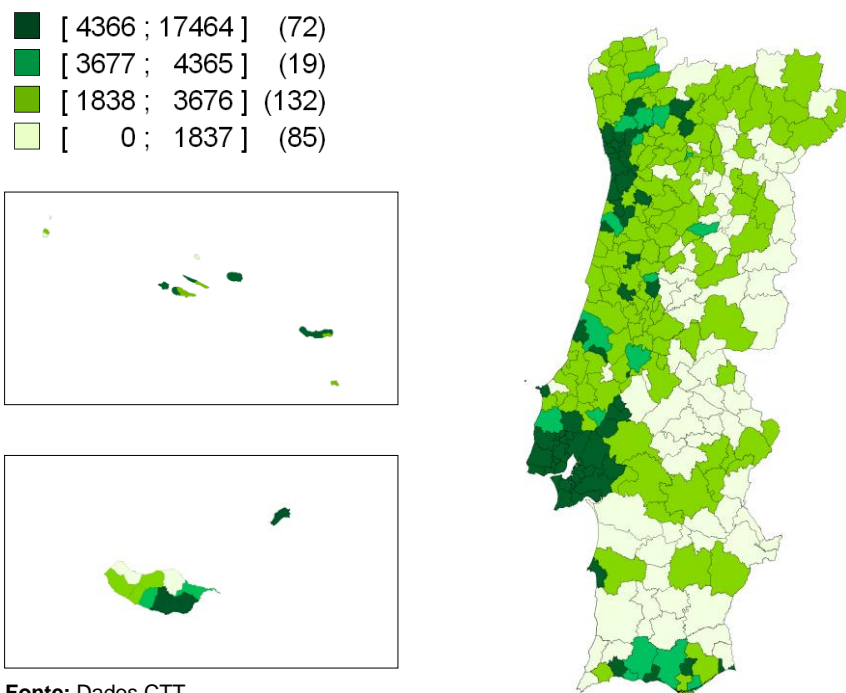 [ 4366 ; 17464 ] (72)
[ 3677 ; 4365 ] (19)
[ 1838 ; 3676 ] (132)
[ 0 ; 1837 ] (85)
Fonte: Dados CTT